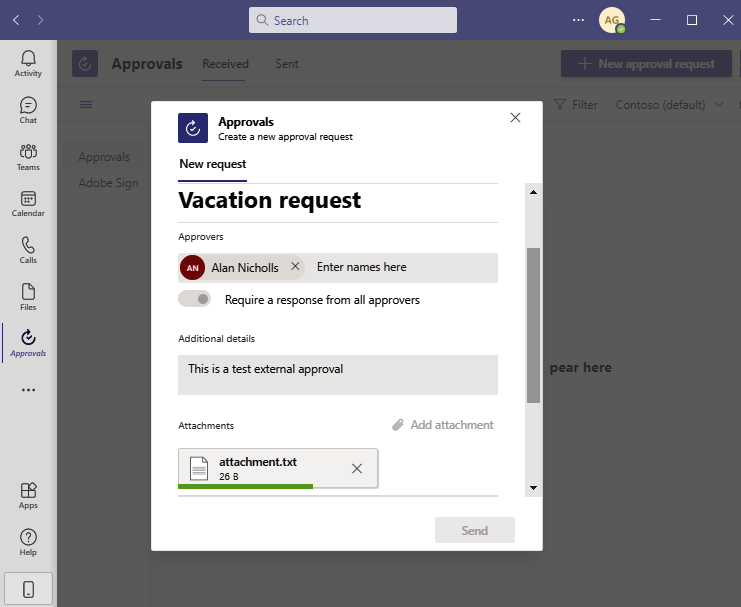 Search
AG
Activity
Chat
Teams
Calendar
Calls
Files
Approvals
Apps
Help
Approvals
Received
Sent
New approval request
Filter
Contoso (default)
Approvals
Adobe Sign
pear here
Approvals
Create a new approval request
New request
Vacation request
Approvers
AN Alan Nicholls
Enter names here
Require a response from all approvers
Additional details
This is a test external approval
Attachments
Add attachment
attachment.txt
26 B
Send